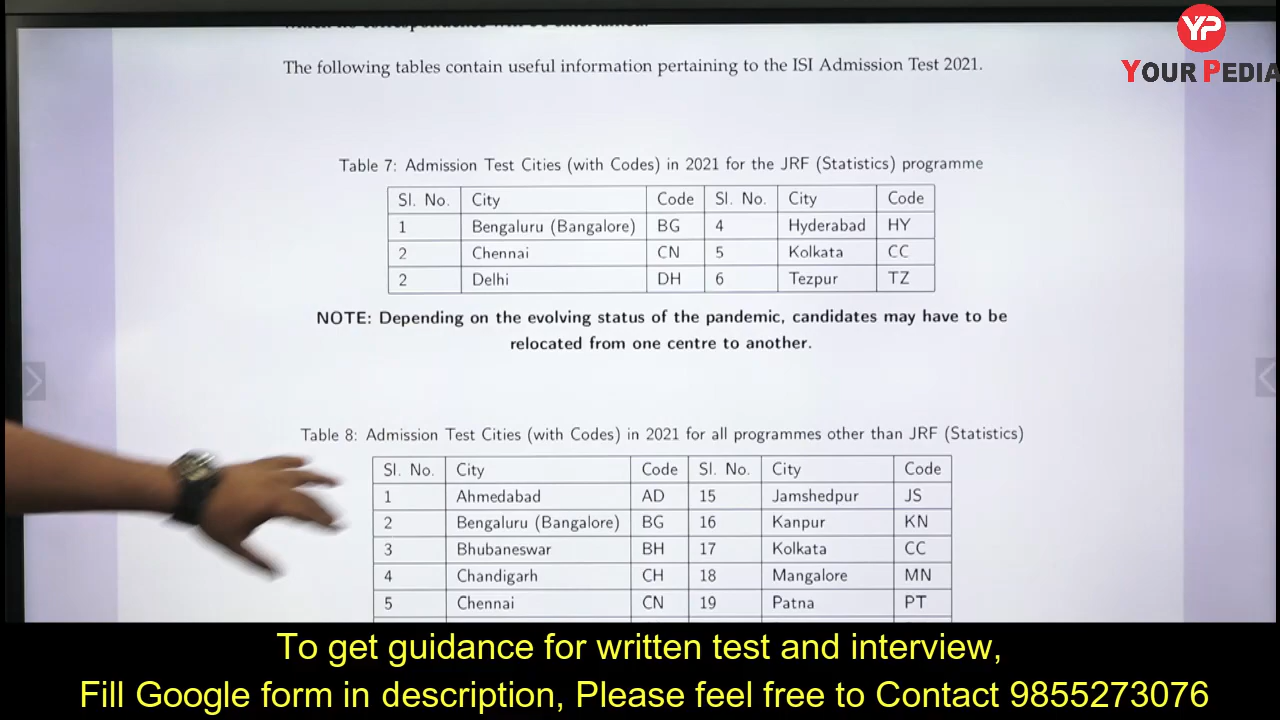 YP
YOUR PEDIA
The following tables contain useful information pertaining to the ISI Admission Test 2021.
Table 7: Admission Test Cities (with Codes) in 2021 for the JRF (Statistics) programme
Sl. No. City Code Sl. No. City Code
1 Bengaluru (Bangalore) BG 4 Hyderabad HY
2 Chennai CN 5 Kolkata CC
2 Delhi DH 6 Tezpur TZ
NOTE: Depending on the evolving status of the pandemic, candidates may have to be
relocated from one centre to another.
Table 8: Admission Test Cities (with Codes) in 2021 for all programmes other than JRF (Statistics)
Sl. No. City Code Sl. No. City Code
1 Ahmedabad AD 15 Jamshedpur JS
2 Bengaluru (Bangalore) BG 16 Kanpur KN
3 Bhubaneswar BH 17 Kolkata CC
4 Chandigarh CH 18 Mangalore MN
5 Chennai CN 19 Patna PT
To get guidance for written test and interview,
Fill Google form in description, Please feel free to Contact 9855273076